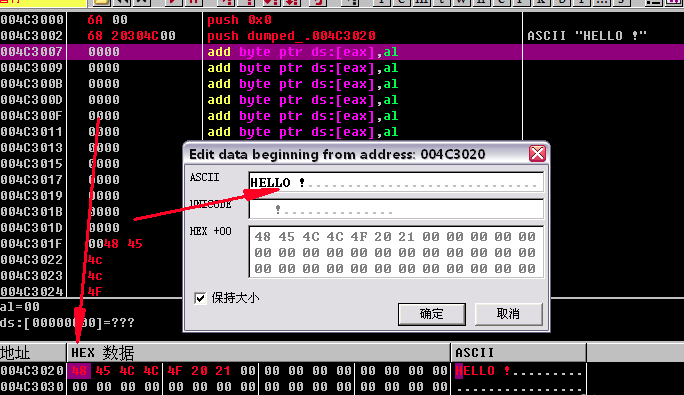 004C3000 6A 00 push 0x0
004C3002 68 20304C00 push dumped_.004C3020 ASCII "HELLO !"
004C3007 0000 add byte ptr ds:[eax],al
004C3009 0000 add byte ptr ds:[eax],al
004C300B 0000 add byte ptr ds:[eax],al
004C300D 0000 add byte ptr ds:[eax],al
004C300F 0000 add byte ptr ds:[eax],al
004C3011 0000 add byte ptr ds:[eax],al
004C3013 0000
004C3015 0000
004C3017 0000
004C3019 0000
004C301B 0000
004C301D 0000
004C301F 0048 45
004C3022 4C
004C3023 4C
004C3024 4F
Edit data beginning from address: 004C3020
ASCII HELLO !..............................
UNICODE !..............
HEX +00 48 45 4C 4C 4F 20 21 00 00 00 00 00 00
00 00 00 00 00 00 00 00 00 00 00 00 00
00 00 00 00 00 00 00 00 00 00 00 00 00
保持大小
确定 取消
al=00
ds:[00000000]=???
地址 HEX 数据 ASCII
004C3020 48 45 4C 4C 4F 20 21 00 00 00 00 00 00 00 00 00 HELLO !.........
004C3030 00 00 00 00 00 00 00 00 00 00 00 00 00 00 00 00 ................